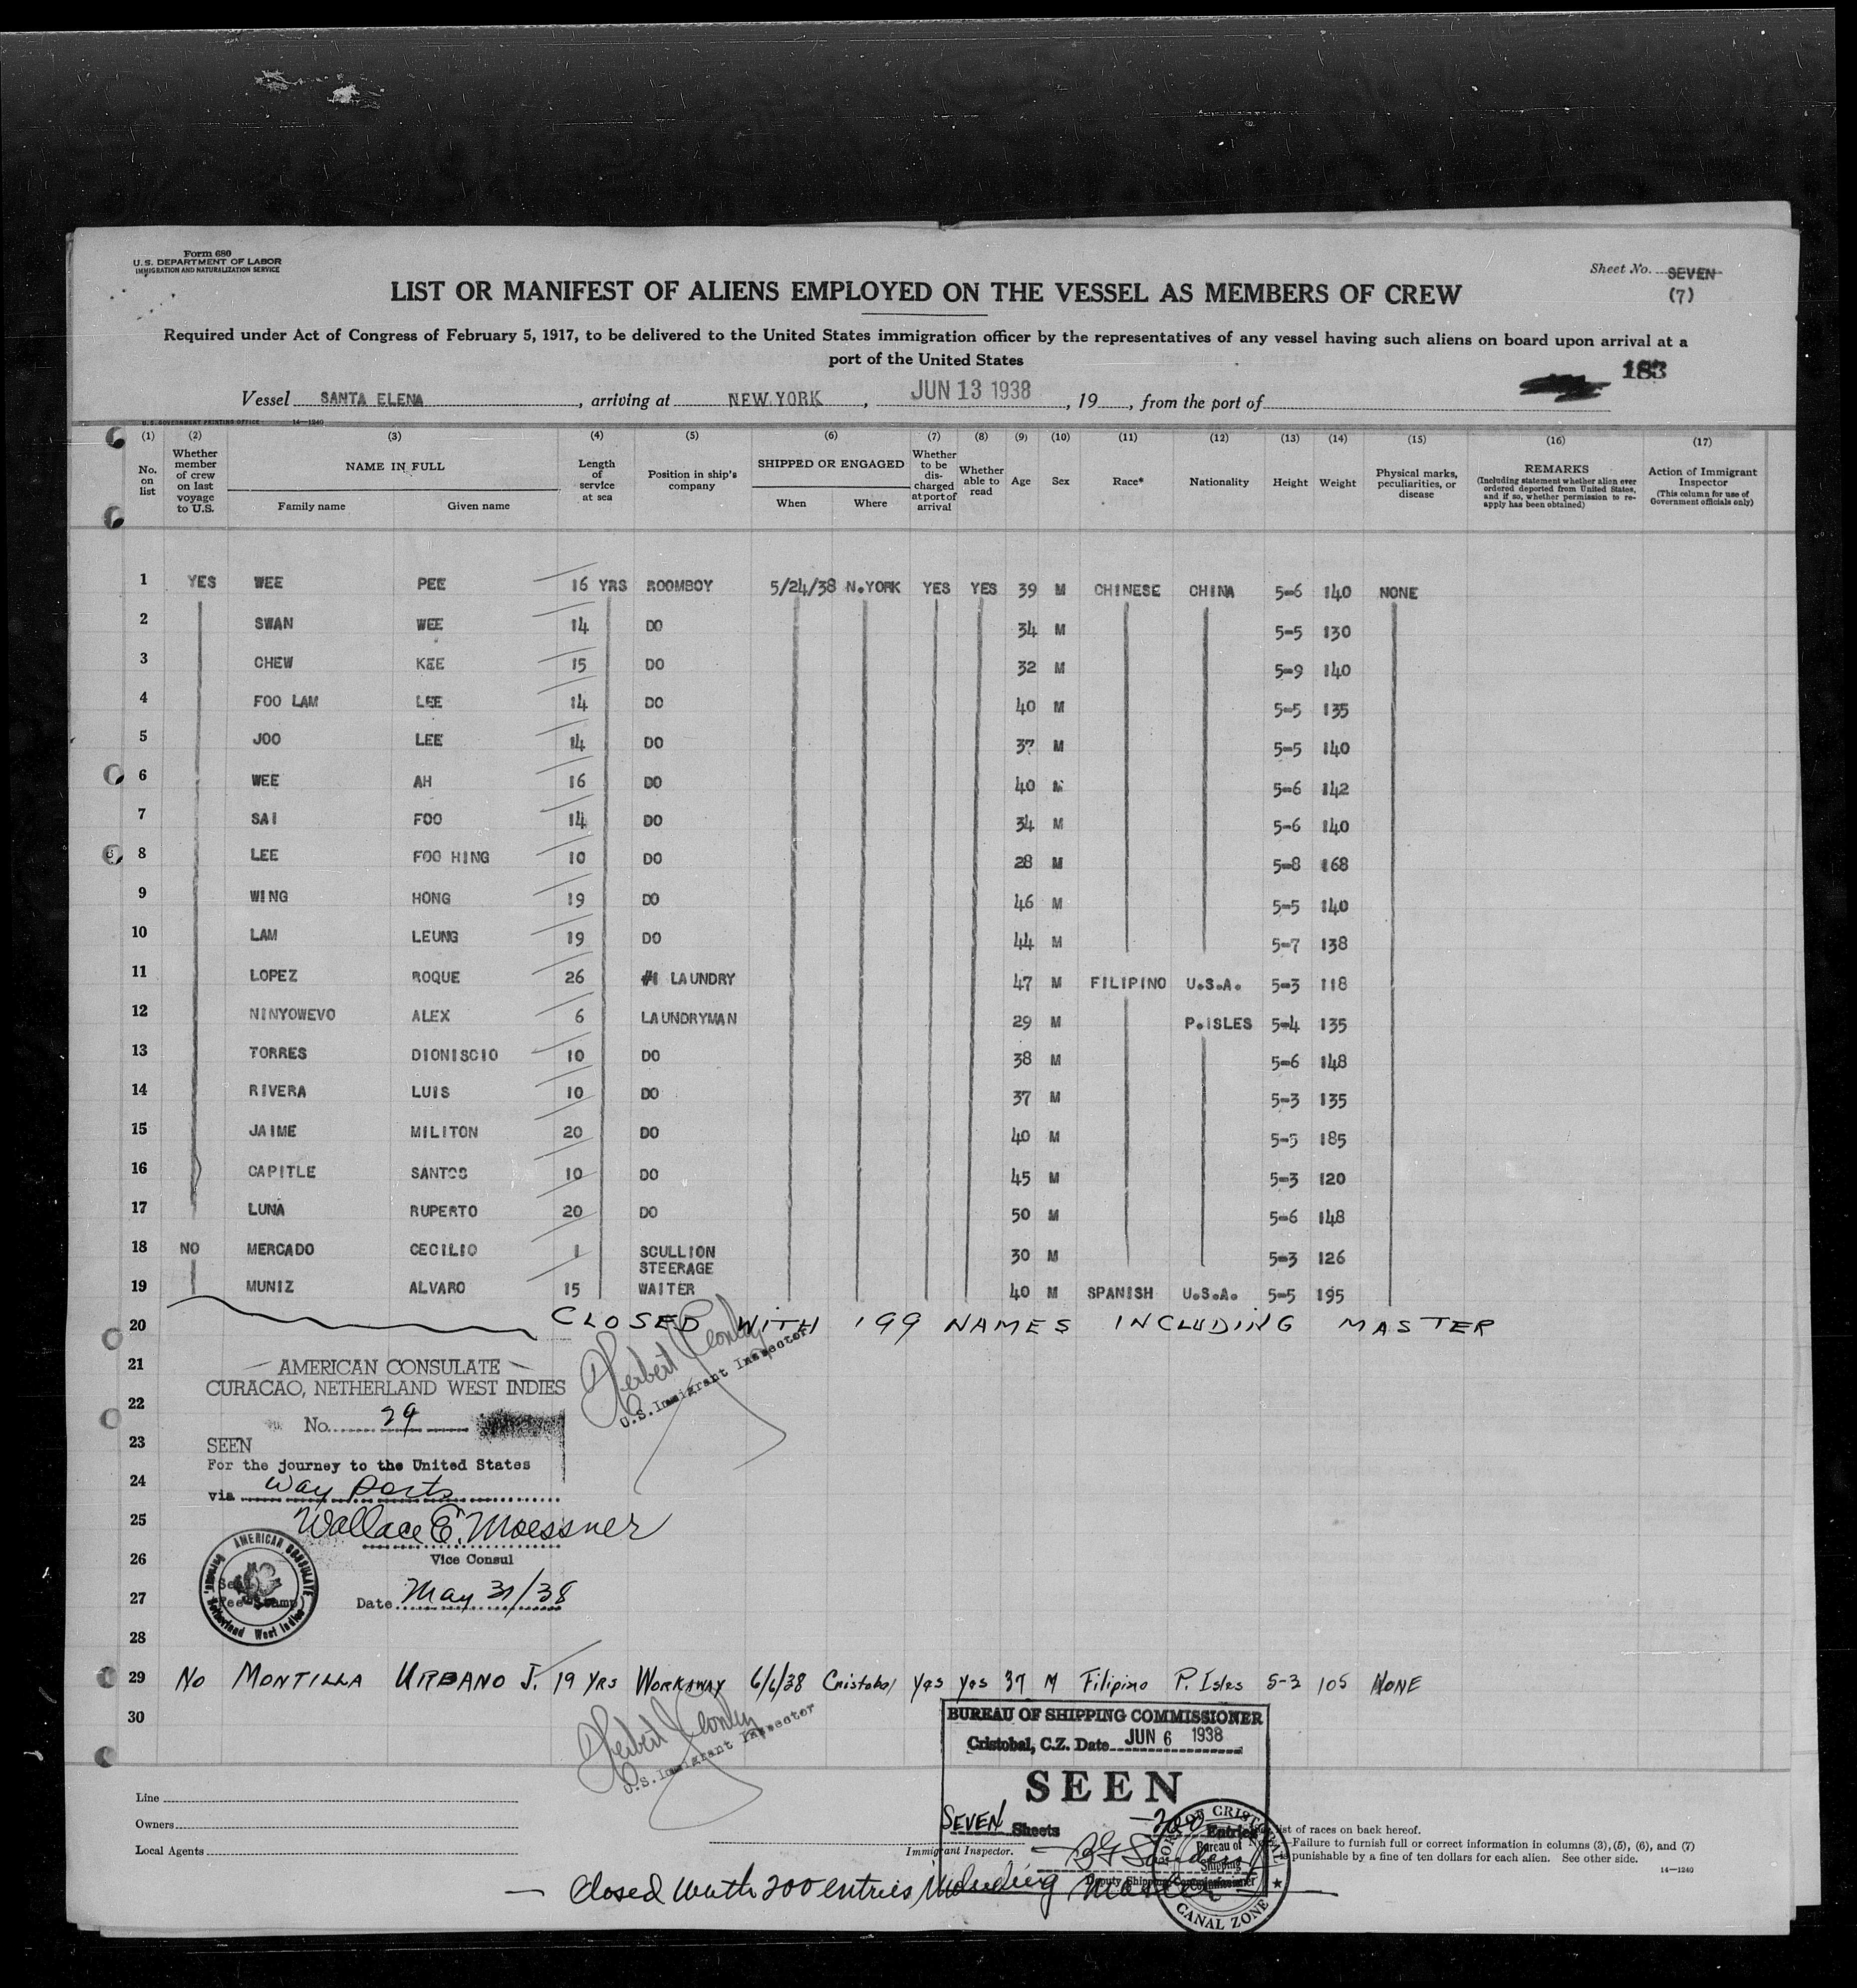 Form 680
U. S. DEPARTMENT OF LABOR
IMMIGRATION AND NATURALIZATION SERVICE
Sheet No. SEVEN
(7)
LIST OR MANIFEST OF ALIENS EMPLOYED ON THE VESSEL AS MEMBERS OF CREW
Required under Act of Congress of February 5, 1917, to be delivered to the United States immigration officer by the representatives of any vessel having such aliens on board upon arrival at a
port of the United States
183
Vessel SANTA ELENA, arriving at NEW YORK, JUN 13 1938, 19, from the port of
U. S. GOVERNMENT PRINTING OFFICE 14—1240
(1) (2) (3) (4) (5) (6) (7) (8) (9) (10) (11) (12) (13) (14) (15) (16) (17)
No. on list
Whether member of crew on last voyage to U.S.
NAME IN FULL
Family name Given name
Length of service at sea
Position in ship's company
SHIPPED OR ENGAGED
When Where
Whether to be discharged at port of arrival
Whether able to read
Age
Sex
Race*
Nationality
Height
Weight
Physical marks, peculiarities, or disease
REMARKS
(Including statement whether alien ever ordered deported from United States, and if so, whether permission to reapply has been obtained)
Action of Immigrant Inspector
(This column for use of Government officials only)
1 YES WEE PEE 16 YRS ROOMBOY 5/24/38 N.YORK YES YES 39 M CHINESE CHINA 5-6 140 NONE
2 SWAN WEE 14 DO 34 M 5-5 130
3 CHEW KEE 15 DO 32 M 5-9 140
4 FOO LAM LEE 14 DO 40 M 5-5 135
5 JOO LEE 14 DO 37 M 5-5 140
6 WEE AH 16 DO 40 M 5-6 142
7 SAI FOO 14 DO 34 M 5-6 140
8 LEE FOO HING 10 DO 28 M 5-8 168
9 WING HONG 19 DO 46 M 5-5 140
10 LAM LEUNG 19 DO 44 M 5-7 138
11 LOPEZ ROQUE 26 #1 LAUNDRY 47 M FILIPINO U.S.A. 5-3 118
12 NINYOWEVO ALEX 6 LAUNDRYMAN 29 M P.ISLES 5-4 135
13 TORRES DIONISCIO 10 DO 38 M 5-6 148
14 RIVERA LUIS 10 DO 37 M 5-3 135
15 JAIME MILITON 20 DO 40 M 5-5 185
16 CAPITLE SANTOS 10 DO 45 M 5-3 120
17 LUNA RUPERTO 20 DO 50 M 5-6 148
18 NO MERCADO CECILIO 1 SCULLION 30 M 5-3 126
STEERAGE
19 MUNIZ ALVARO 15 WAITER 40 M SPANISH U.S.A. 5-5 195
20 CLOSED WITH 199 NAMES INCLUDING MASTER
U.S. Immigrant Inspector
21 AMERICAN CONSULATE
CURACAO, NETHERLAND WEST INDIES
22 No. 29
23 SEEN
For the journey to the United States
24 via Way Ports
25 Wallace E. Moessner
26 Vice Consul
27 Date May 31/38
AMERICAN CONSULATE
Netherland West Indies
28
29 No MONTILLA URBANO J. 19 YRS WORKAWAY 6/6/38 Cristobal Yes Yes 37 M Filipino P. Isles 5-3 105 NONE
30
U.S. Immigrant Inspector
BUREAU OF SHIPPING COMMISSIONER
Cristobal, C.Z. Date JUN 6 1938
SEEN
SEVEN Sheets 200 Entries
Deputy Shipping Commissioner
PORT OF CRISTOBAL
Bureau of Shipping
CANAL ZONE
Line
Owners
Local Agents
Immigrant Inspector.
list of races on back hereof.
—Failure to furnish full or correct information in columns (3), (5), (6), and (7)
is punishable by a fine of ten dollars for each alien. See other side.
14—1240
— Closed with 200 entries including Master —